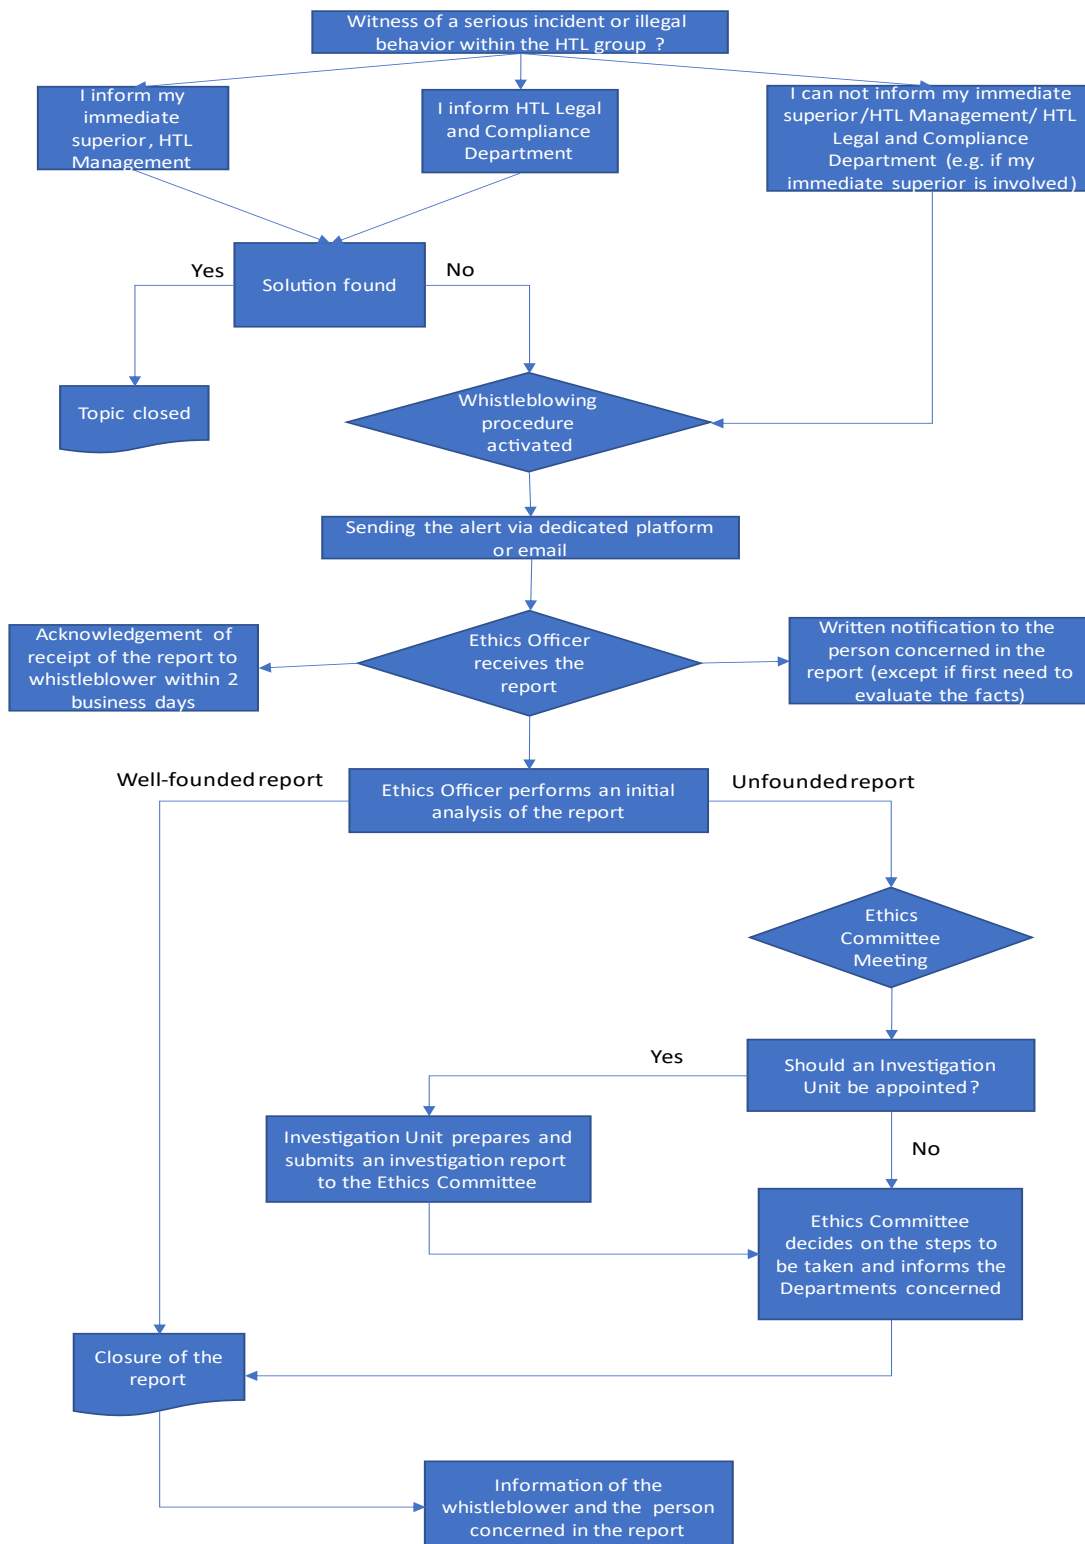 Witness of a serious incident or illegal
behavior within the HTL group ?
I inform my
immediate
superior, HTL
Management
I inform HTL Legal
and Compliance
Department
I can not inform my immediate
superior/HTL Management/ HTL
Legal and Compliance
Department (e.g. if my
immediate superior is involved)
Yes
Solution found
No
Topic closed
Whistleblowing
procedure
activated
Sending the alert via dedicated platform
or email
Acknowledgement of
receipt of the report to
whistleblower within 2
business days
Ethics Officer
receives the
report
Written notification to the
person concerned in the
report (except if first need to
evaluate the facts)
Well-founded report
Ethics Officer performs an initial
analysis of the report
Unfounded report
Ethics
Committee
Meeting
Yes
Should an Investigation
Unit be appointed?
Investigation Unit prepares and
submits an investigation report
to the Ethics Committee
No
Ethics Committee
decides on the steps to
be taken and informs the
Departments concerned
Closure of the
report
Information of the
whistleblower and the person
concerned in the report